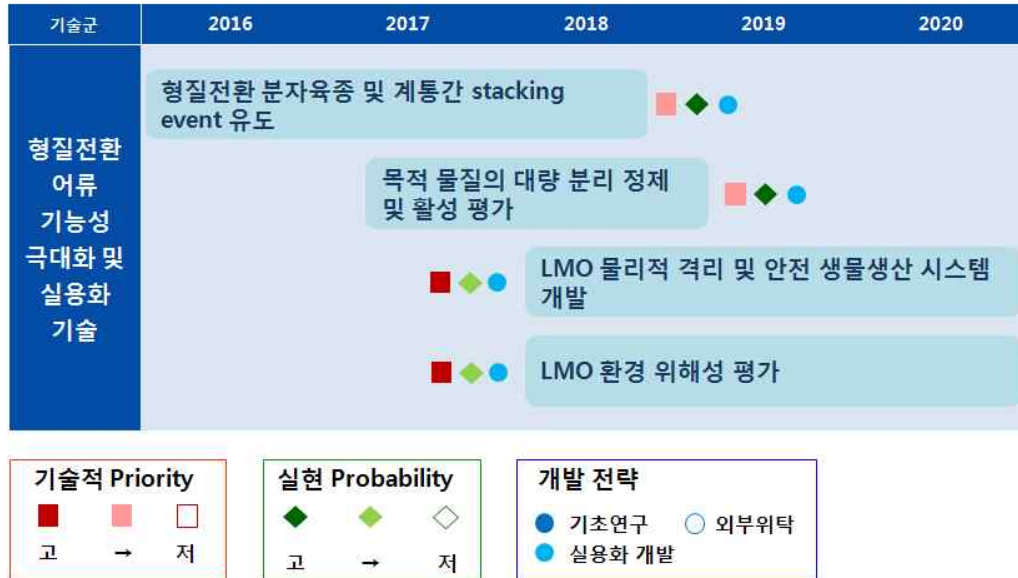 기술군 2016 2017 2018 2019 2020
형질전환
어류
기능성
극대화 및
실용화
기술
형질전환 분자육종 및 계통간 stacking
event 유도
목적 물질의 대량 분리 정제
및 활성 평가
LMO 물리적 격리 및 안전 생물생산 시스템
개발
LMO 환경 위해성 평가
기술적 Priority
고 → 저
실현 Probability
고 → 저
개발 전략
기초연구 외부위탁
실용화 개발